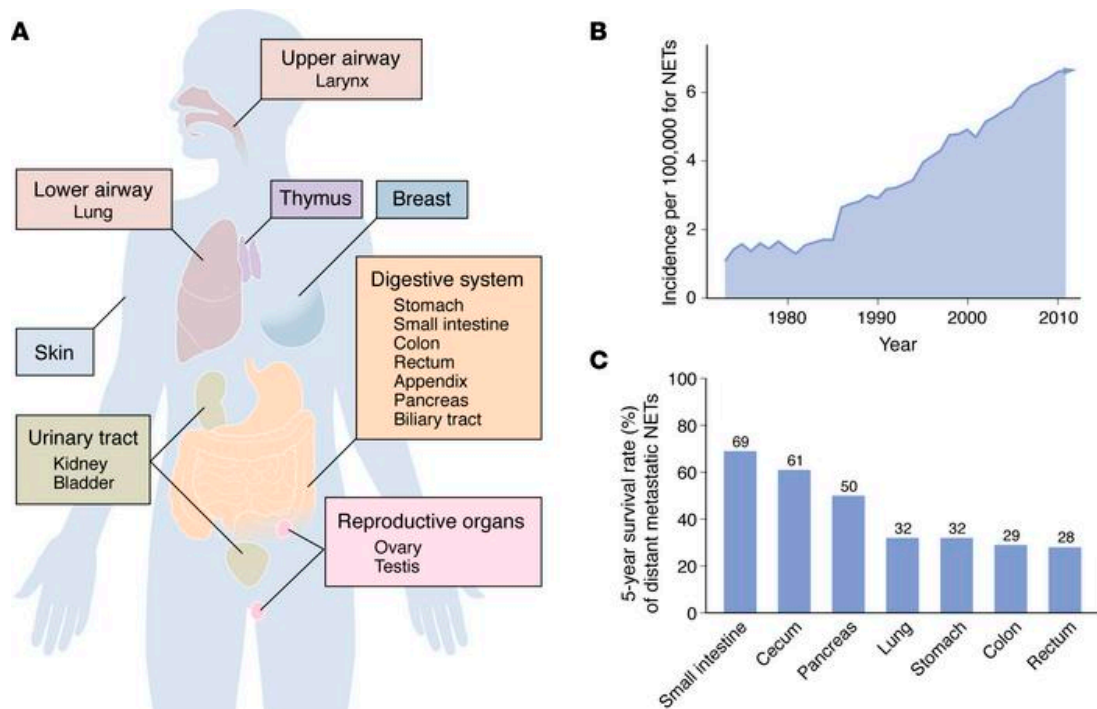 A
Upper airway
Larynx
Lower airway
Lung
Thymus
Breast
Digestive system
Stomach
Small intestine
Colon
Rectum
Appendix
Pancreas
Biliary tract
Skin
Urinary tract
Kidney
Bladder
Reproductive organs
Ovary
Testis
B
Incidence per 100,000 for NETs
6
4
2
0
1980 1990 2000 2010
Year
C
5-year survival rate (%)
of distant metastatic NETs
100
80
60
40
20
0
69 61 50 32 32 29 28
Small intestine Cecum Pancreas Lung Stomach Colon Rectum